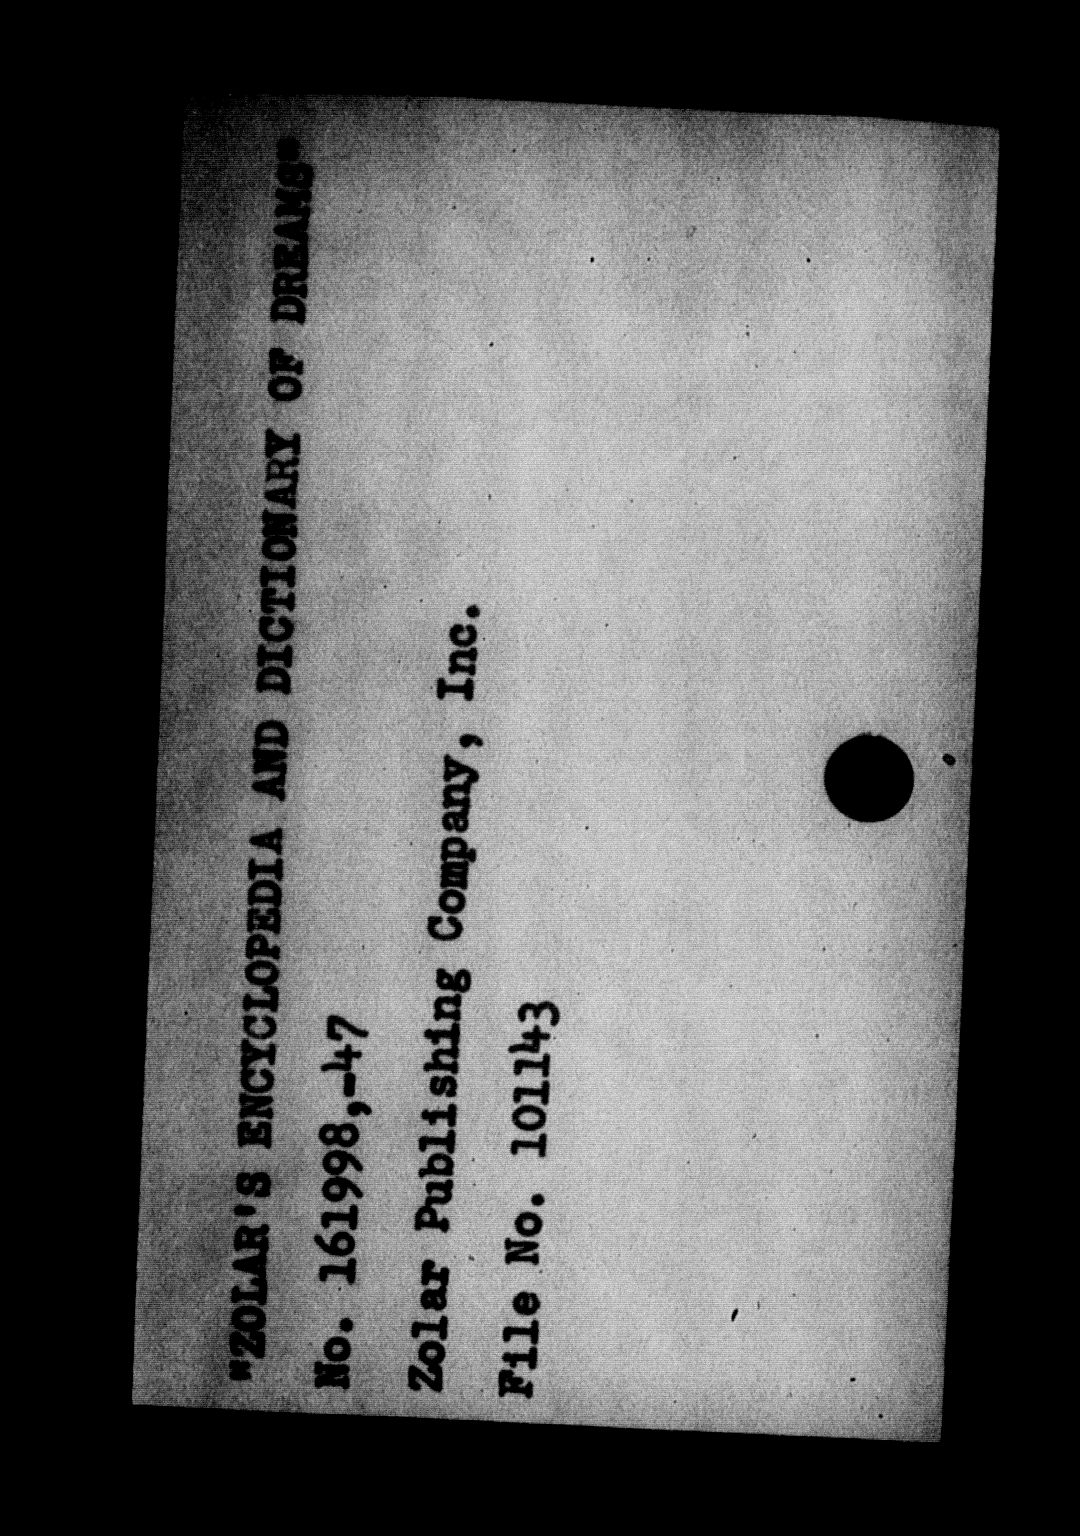 "ZOLAR'S ENCYCLOPEDIA AND DICTIONARY OF DREAMS"
No. 161998,-47
Zolar Publishing Company, Inc.
File No. 101143